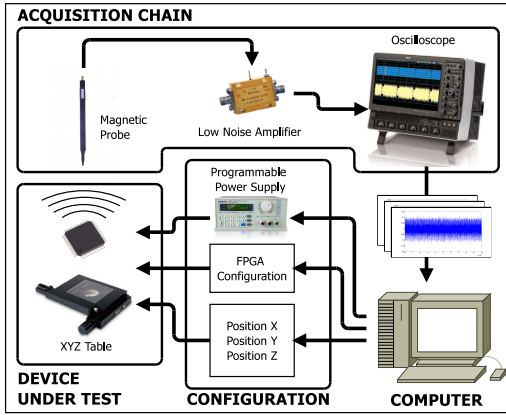 ACQUISITION CHAIN
Oscilloscope
Magnetic
Probe
Low Noise Amplifier
Programmable
Power Supply
FPGA
Configuration
Position X
Position Y
Position Z
XYZ Table
DEVICE
UNDER TEST
CONFIGURATION
COMPUTER